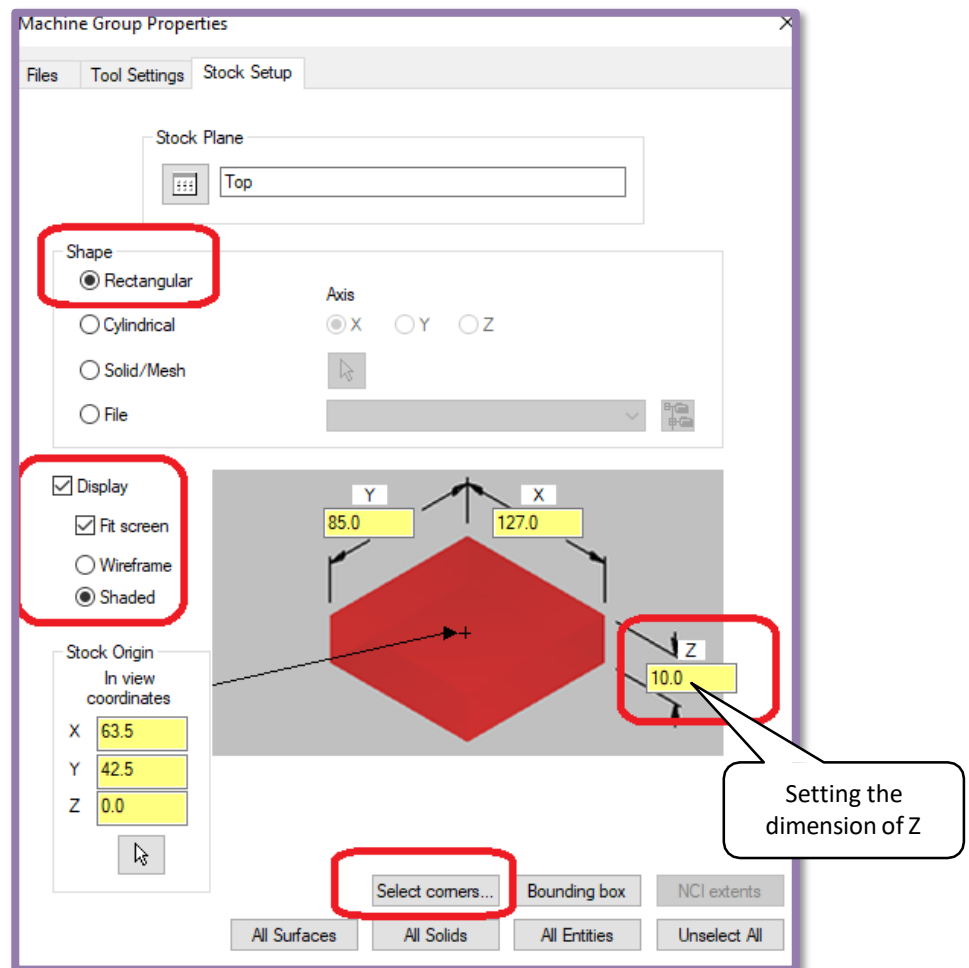 Machine Group Properties
Files Tool Settings Stock Setup
Stock Plane
Top
Shape
Rectangular
Axis
Cylindrical X Y Z
Solid/Mesh
File
Display
Fit screen
Wireframe
Shaded
Y X
85.0 127.0
Z
10.0
Stock Origin
In view
coordinates
X 63.5
Y 42.5
Z 0.0
Setting the
dimension of Z
Select corners... Bounding box NCI extents
All Surfaces All Solids All Entities Unselect All